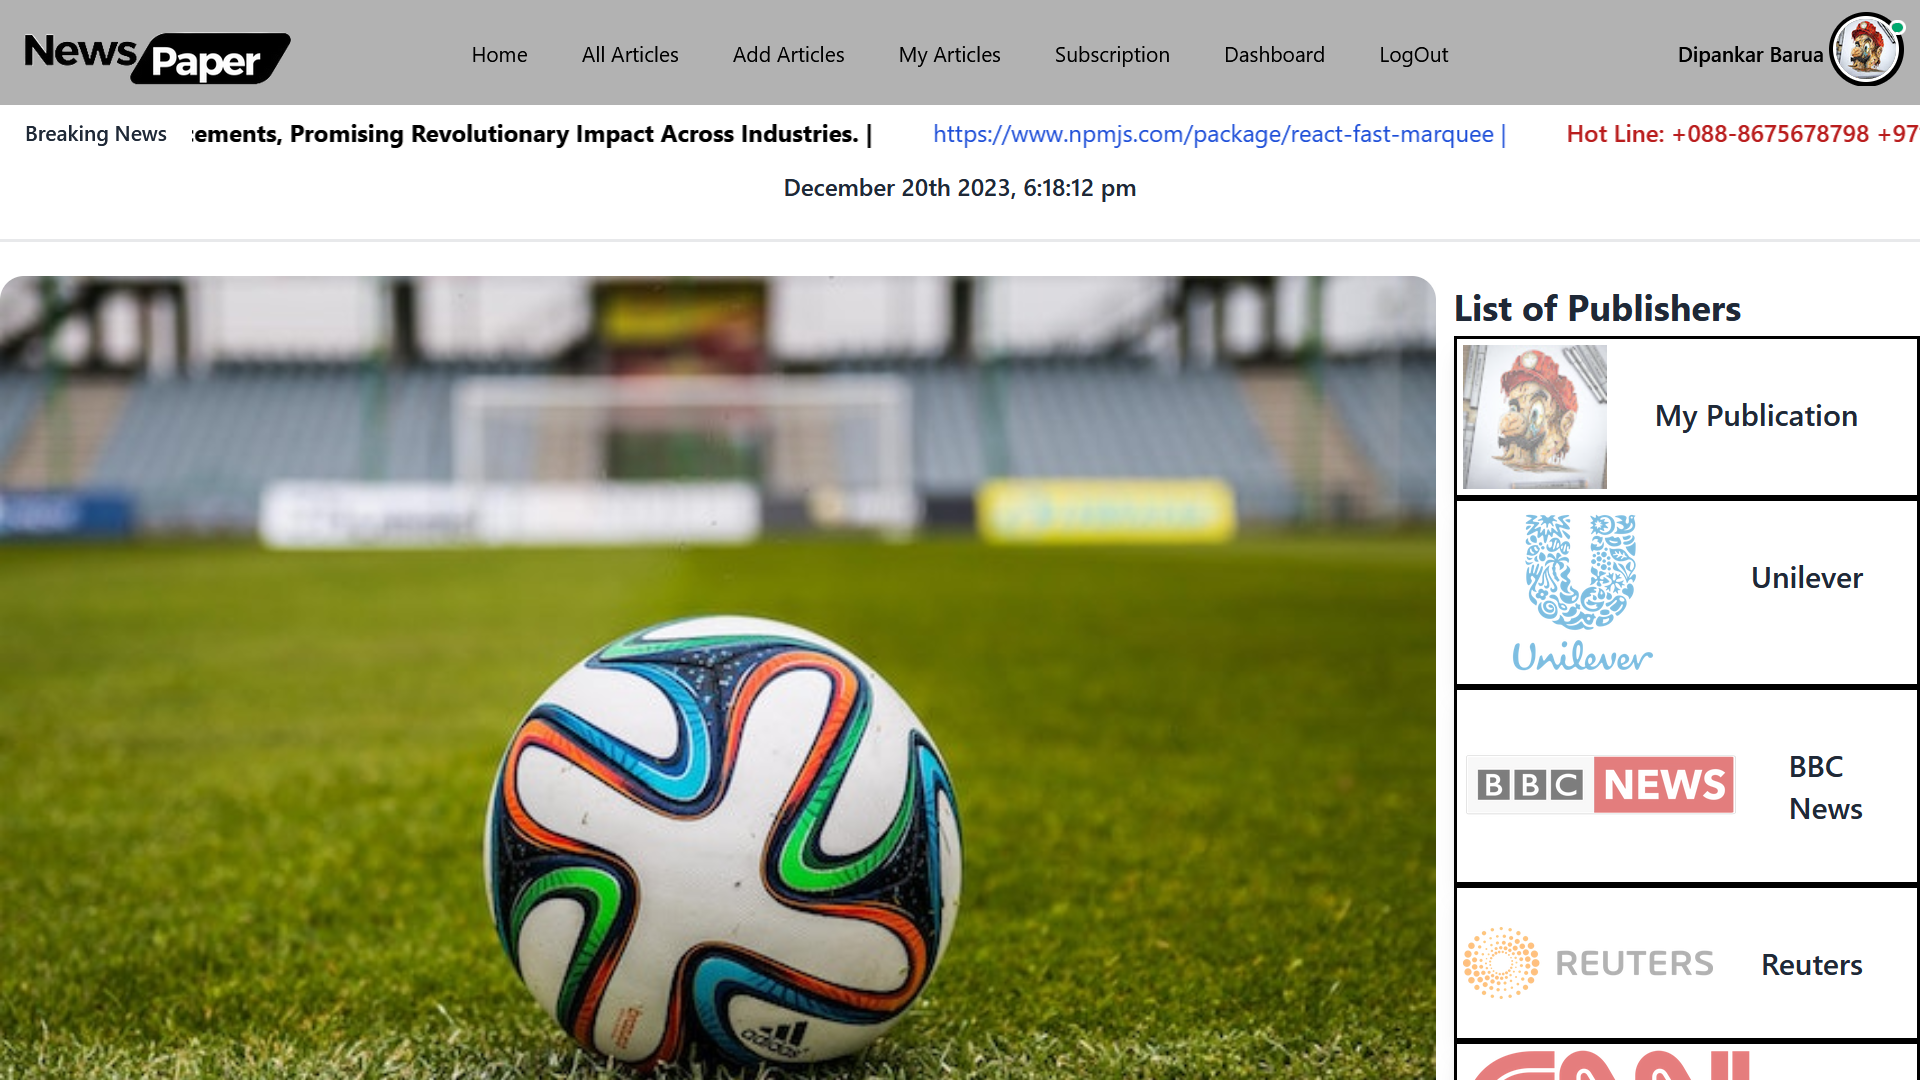 News Paper
Home All Articles Add Articles My Articles Subscription Dashboard LogOut
Dipankar Barua
Breaking News
ements, Promising Revolutionary Impact Across Industries. |
https://www.npmjs.com/package/react-fast-marquee |
Hot Line: +088-8675678798 +97
December 20th 2023, 6:18:12 pm
List of Publishers
My Publication
Unilever
Unilever
BBC NEWS
BBC
News
REUTERS
Reuters
adidas